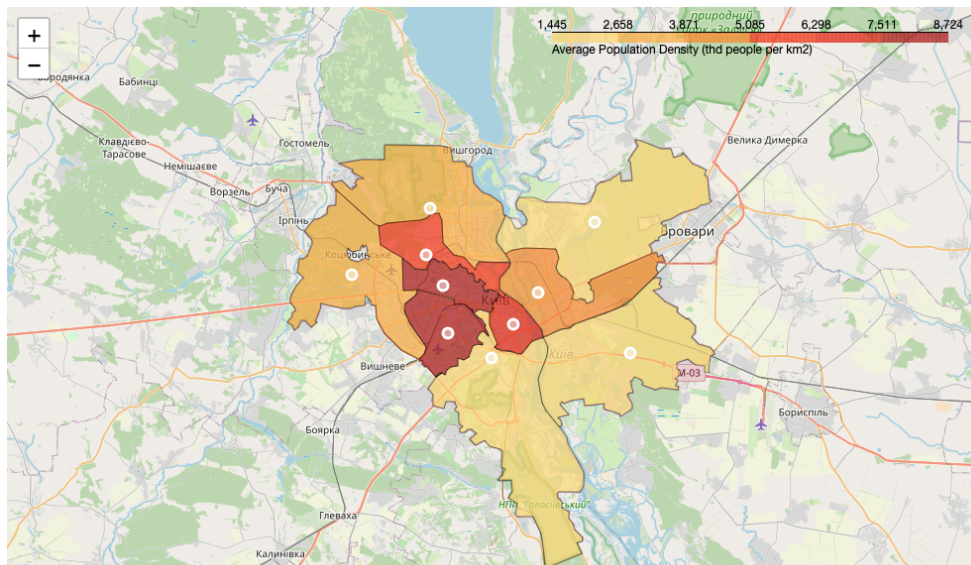 +
−
1,445 2,658 3,871 5,085 6,298 7,511 8,724
Average Population Density (thd people per km2)
природний
Бородянка
Бабинці
Гостомель
Вишгород
Велика Димерка
Клавдієво-
Тарасове
Немішаєве
Ворзель
Буча
Ірпінь
Бровари
Коцюбинське
Київ
Київ
Вишневе
М-03
Бориспіль
Боярка
НПП "Голосіївський"
Глеваха
Калинівка